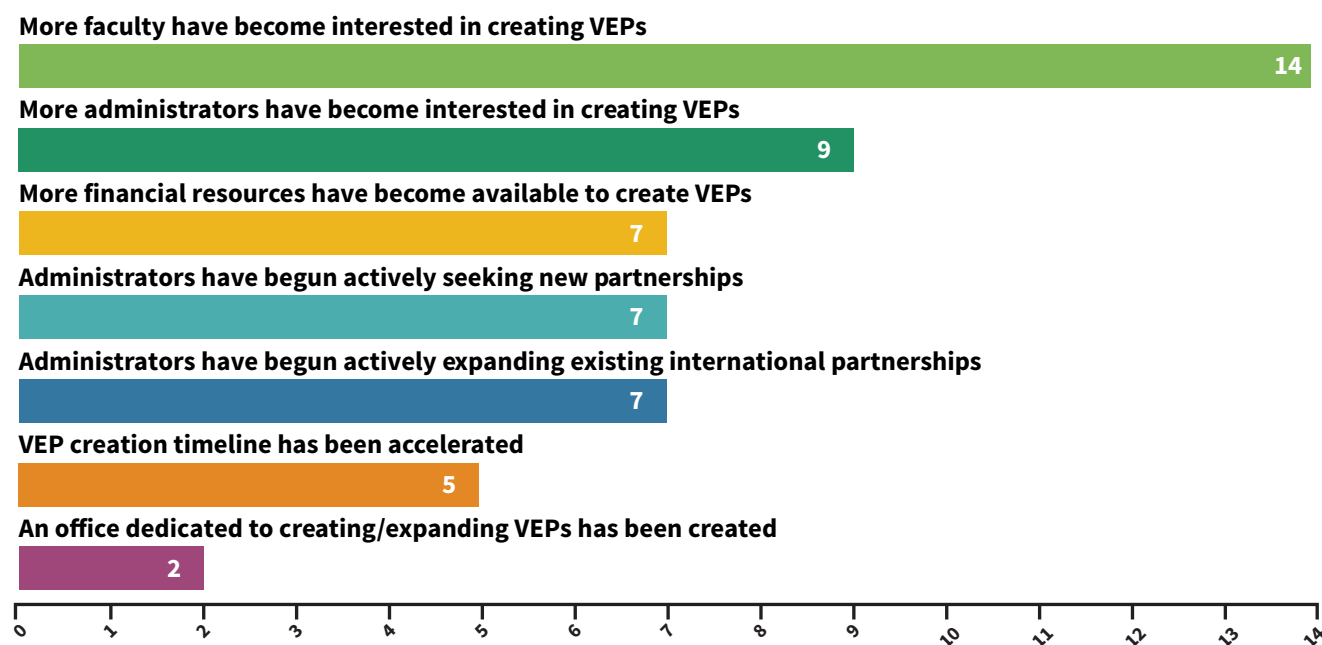 More faculty have become interested in creating VEPs
14
More administrators have become interested in creating VEPs
9
More financial resources have become available to create VEPs
7
Administrators have begun actively seeking new partnerships
7
Administrators have begun actively expanding existing international partnerships
7
VEP creation timeline has been accelerated
5
An office dedicated to creating/expanding VEPs has been created
2
0 1 2 3 4 5 6 7 8 9 10 11 12 13 14